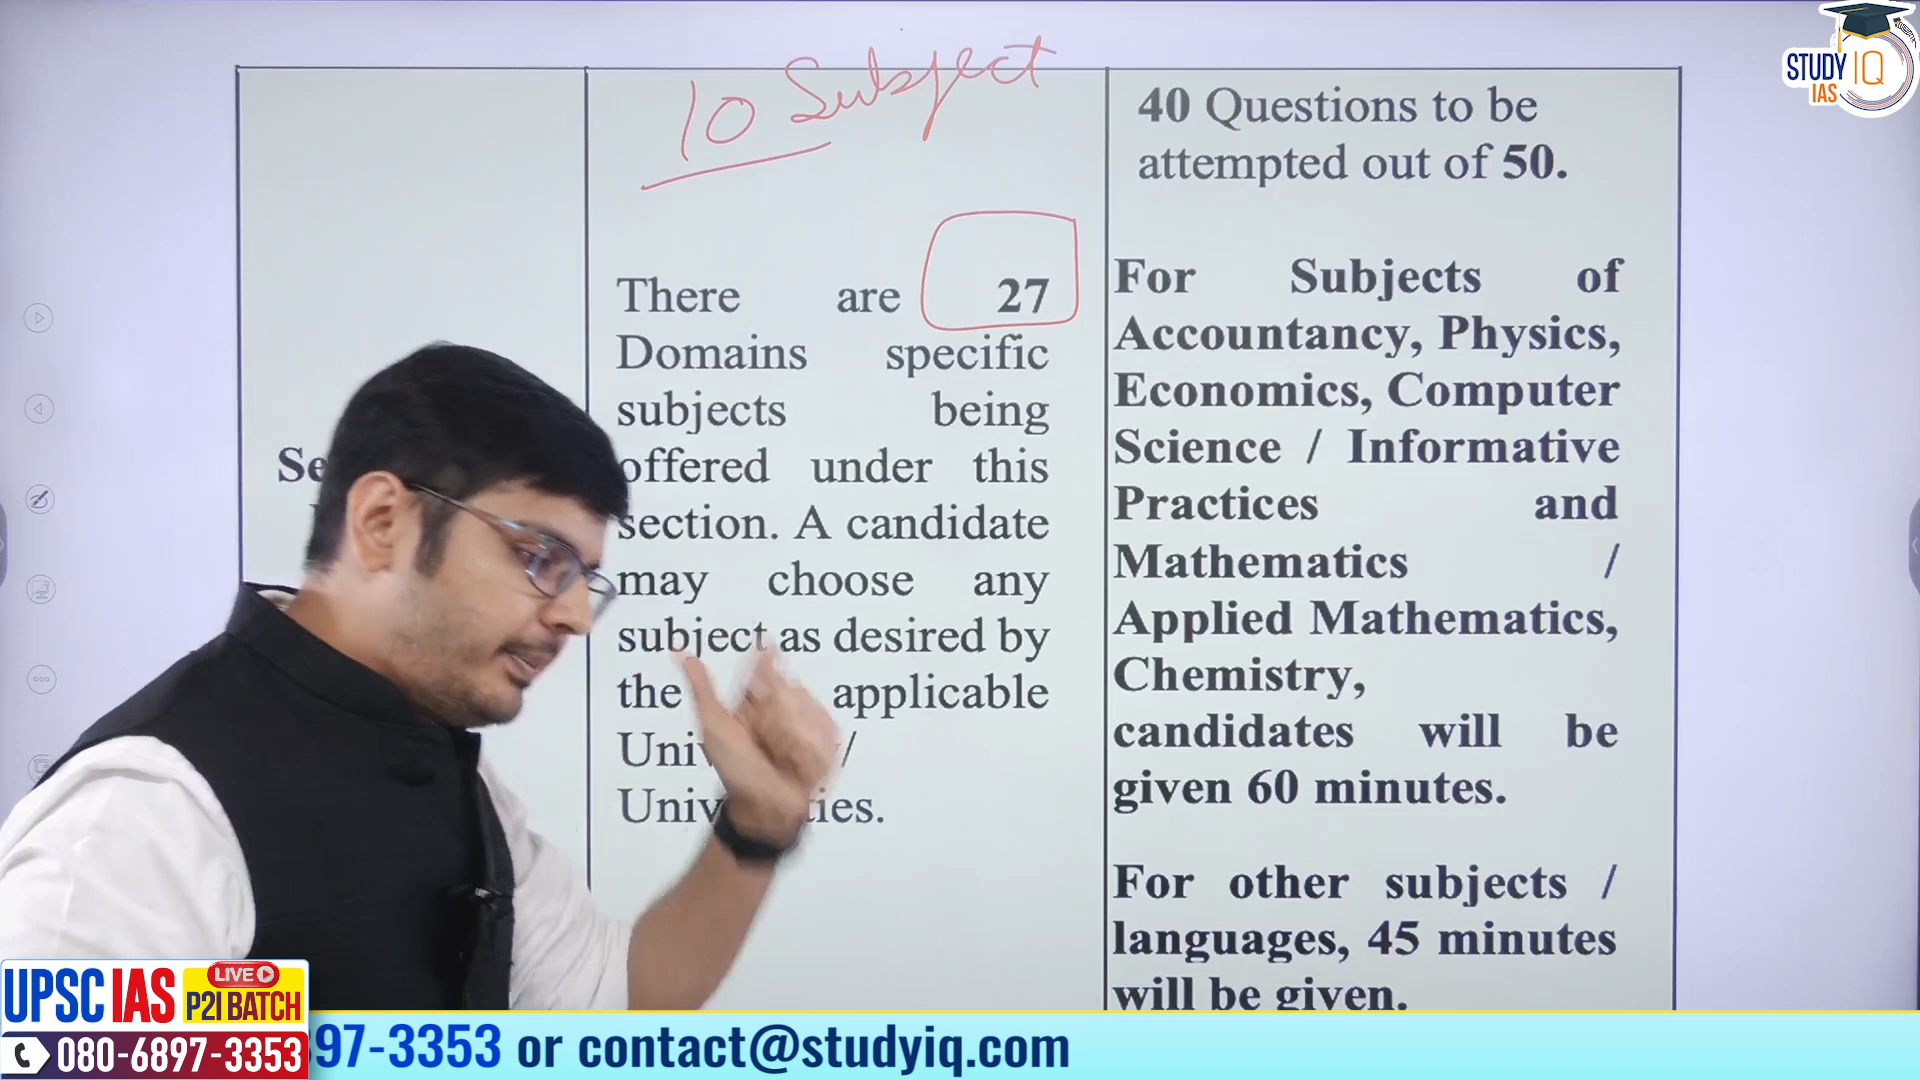 10 Subject
STUDY IQ
IAS
There are 27
Domains specific
subjects being
offered under this
section. A candidate
may choose any
subject as desired by
the applicable
40 Questions to be
attempted out of 50.
For Subjects of
Accountancy, Physics,
Economics, Computer
Science / Informative
Practices and
Mathematics /
Applied Mathematics,
Chemistry,
candidates will be
given 60 minutes.
For other subjects /
languages, 45 minutes
will be given.
UPSC IAS LIVE
P2I BATCH
080-6897-3353
97-3353 or contact@studyiq.com